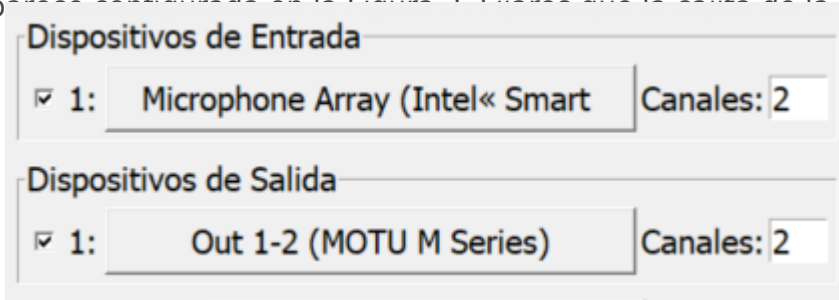 Dispositivos de Entrada
1: Microphone Array (Intel« Smart Canales: 2
Dispositivos de Salida
1: Out 1-2 (MOTU M Series) Canales: 2